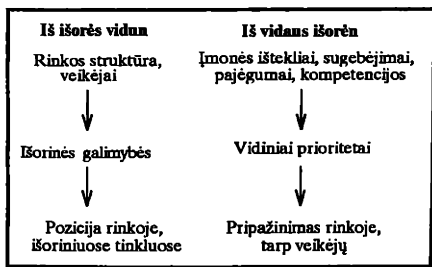 Iš išorės vidun
Rinkos struktūra,
veikėjai
Išorinės galimybės
Pozicija rinkoje,
išoriniuose tinkluose
Iš vidaus išorėn
Įmonės ištekliai, sugebėjimai,
pajėgumai, kompetencijos
Vidiniai prioritetai
Pripažinimas rinkoje,
tarp veikėjų